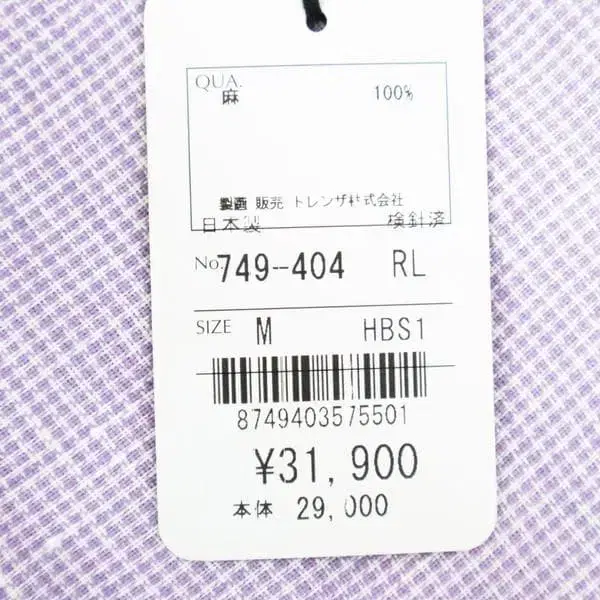 QUA.
麻 100%
製造 販売 トレンザ株式会社
日本製 検針済
No. 749-404 RL
SIZE M HBS1
8749403575501
¥31,900
本体 29,000